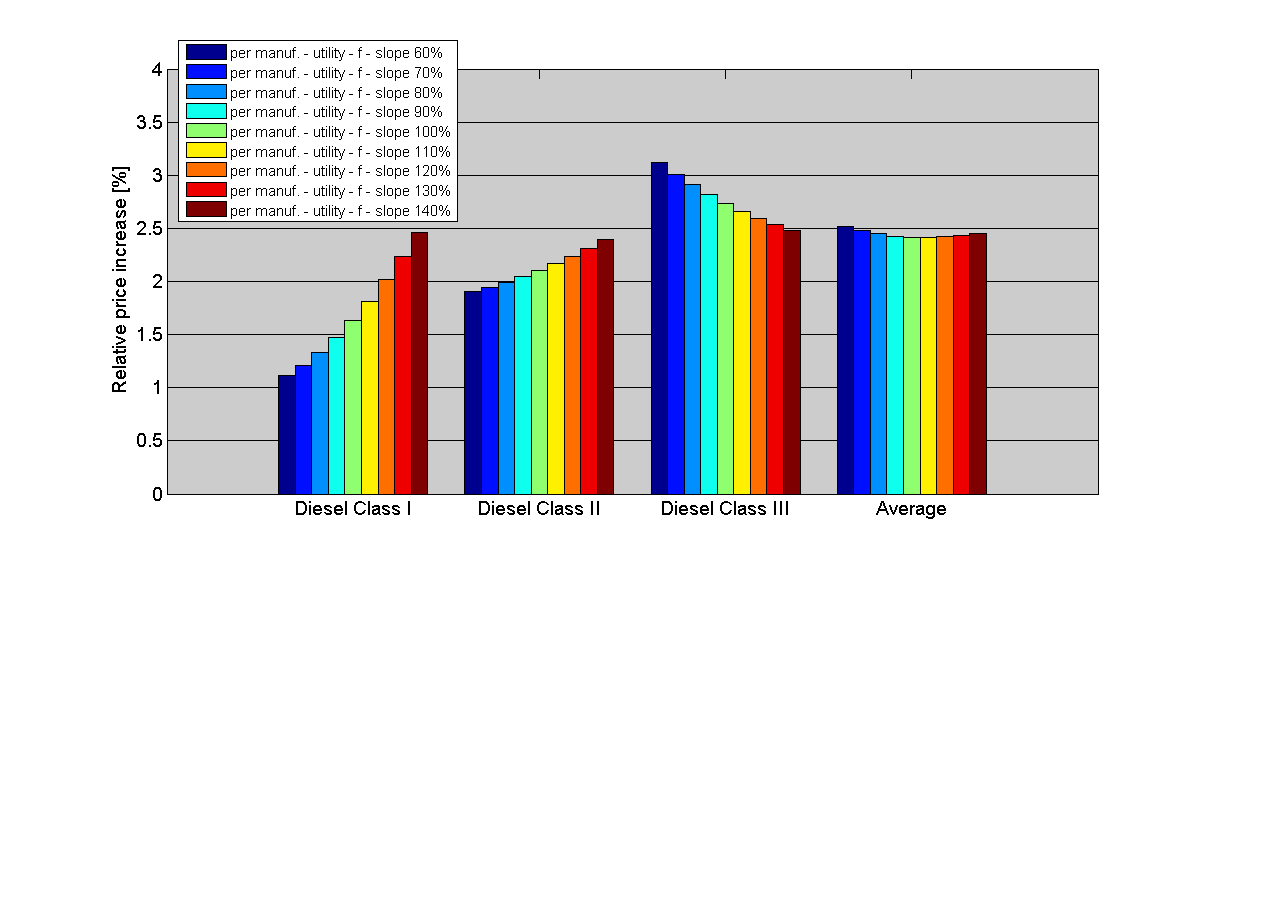 per manuf. - utility - f - slope 60%
per manuf. - utility - f - slope 70%
per manuf. - utility - f - slope 80%
per manuf. - utility - f - slope 90%
per manuf. - utility - f - slope 100%
per manuf. - utility - f - slope 110%
per manuf. - utility - f - slope 120%
per manuf. - utility - f - slope 130%
per manuf. - utility - f - slope 140%
4
3.5
3
2.5
2
1.5
1
0.5
0
Relative price increase [%]
Diesel Class I
Diesel Class II
Diesel Class III
Average